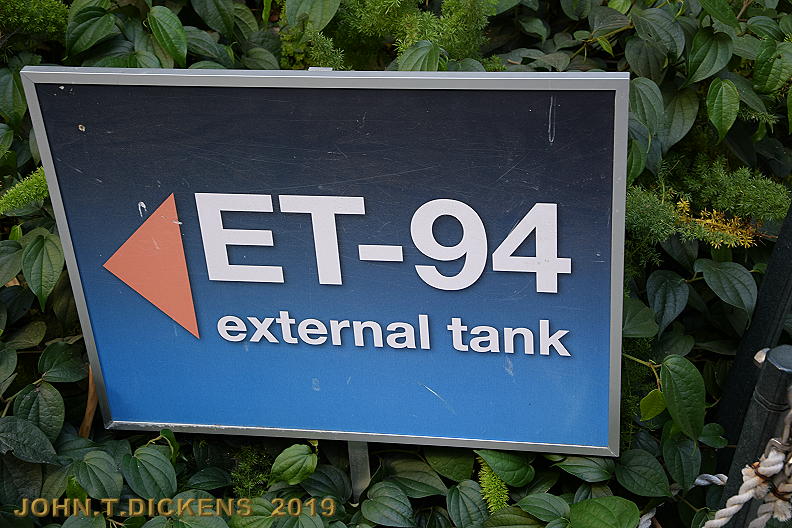 ET-94
external tank
JOHN.T.DICKENS 2019